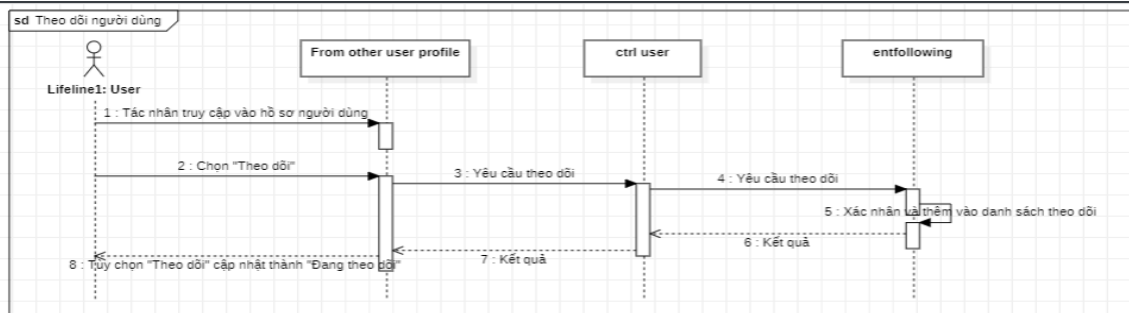 sd Theo dõi người dùng
From other user profile
ctrl user
entfollowing
Lifeline1: User
1 : Tác nhân truy cập vào hồ sơ người dùng
2 : Chọn "Theo dõi"
3 : Yêu cầu theo dõi
4 : Yêu cầu theo dõi
5 : Xác nhân và thêm vào danh sách theo dõi
6 : Kết quả
7 : Kết quả
8 : Tùy chọn "Theo dõi" cập nhật thành "Đang theo dõi"